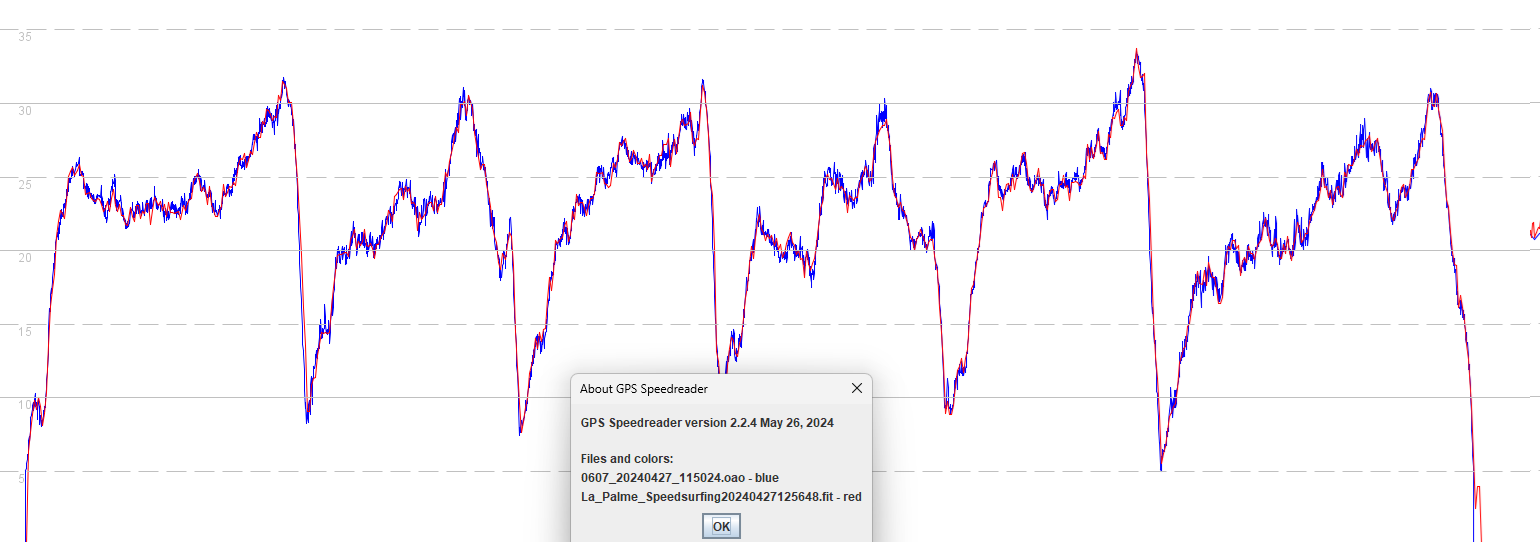 35
30
25
20
15
10
5
About GPS Speedreader
GPS Speedreader version 2.2.4 May 26, 2024
Files and colors:
0607_20240427_115024.oao - blue
La_Palme_Speedsurfing20240427125648.fit - red
OK